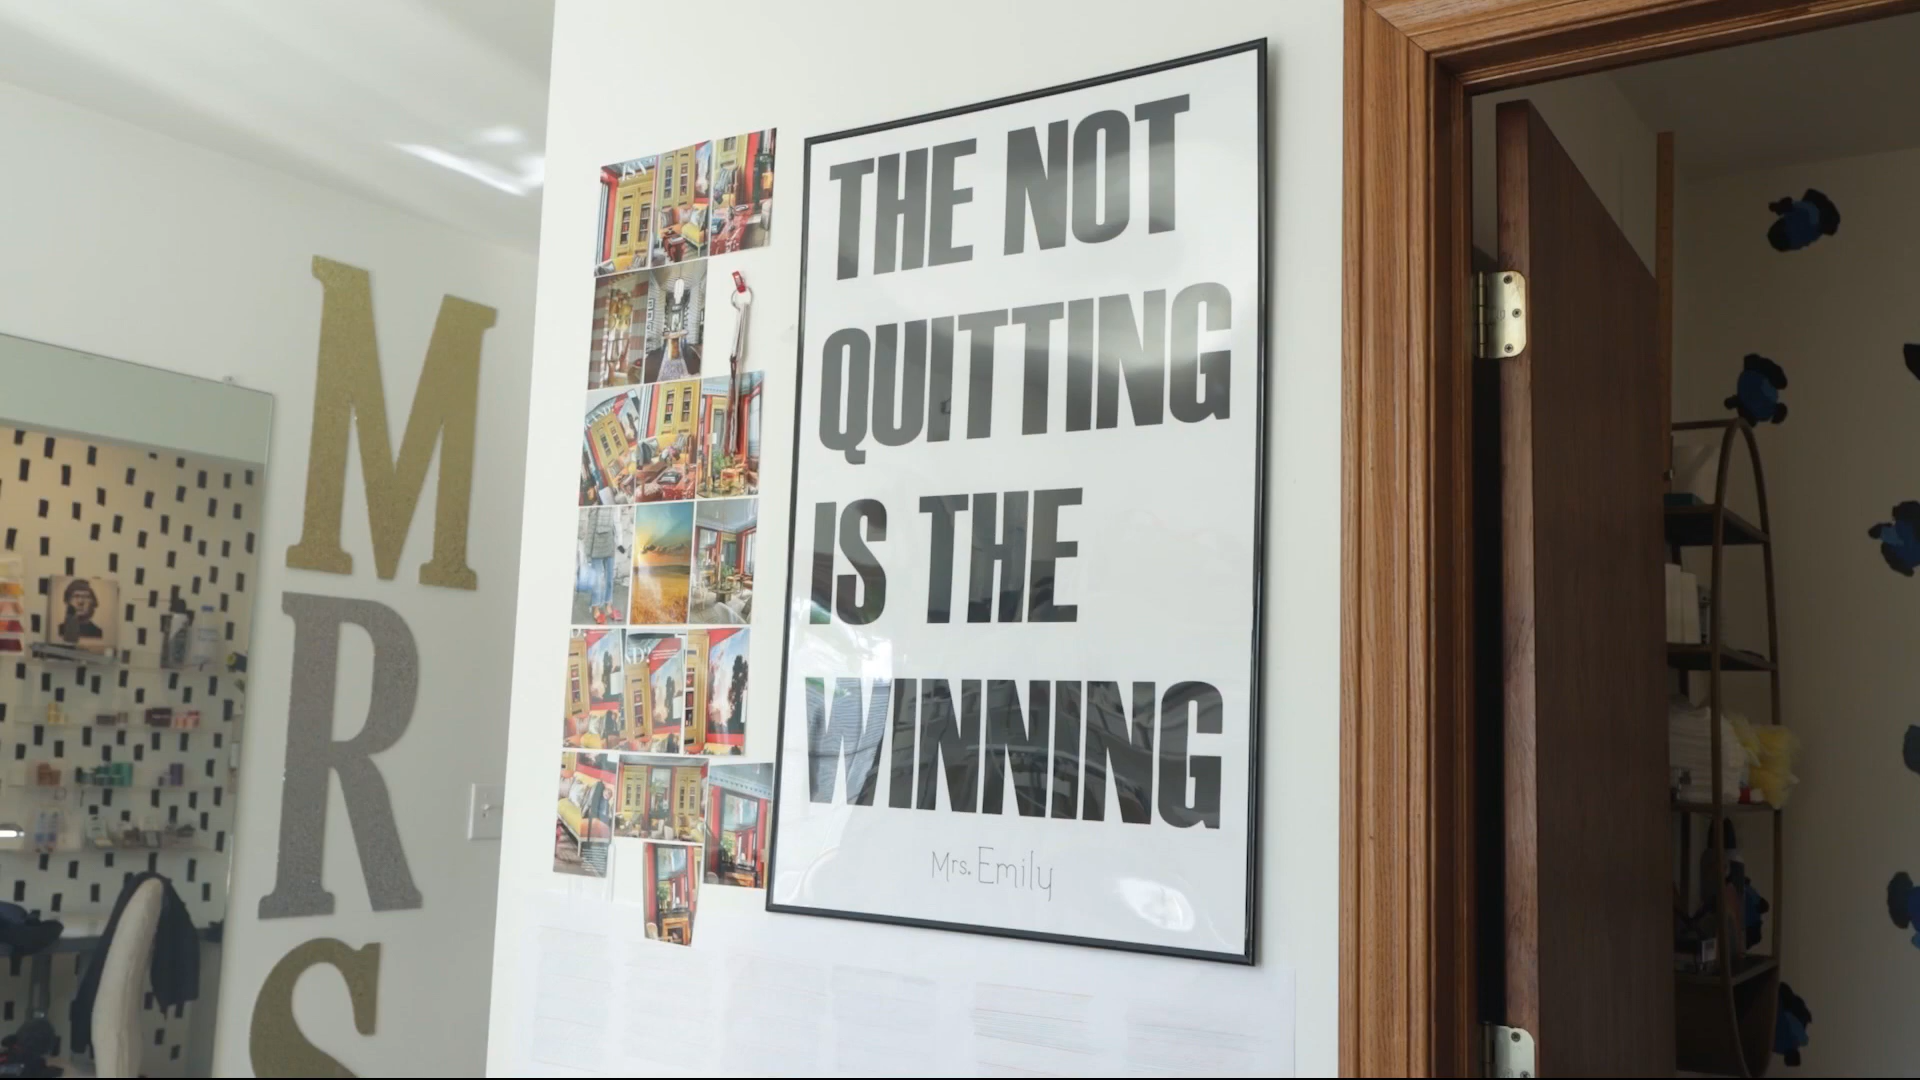 M
R
S
THE NOT
QUITTING
IS THE
WINNING
Mrs. Emily